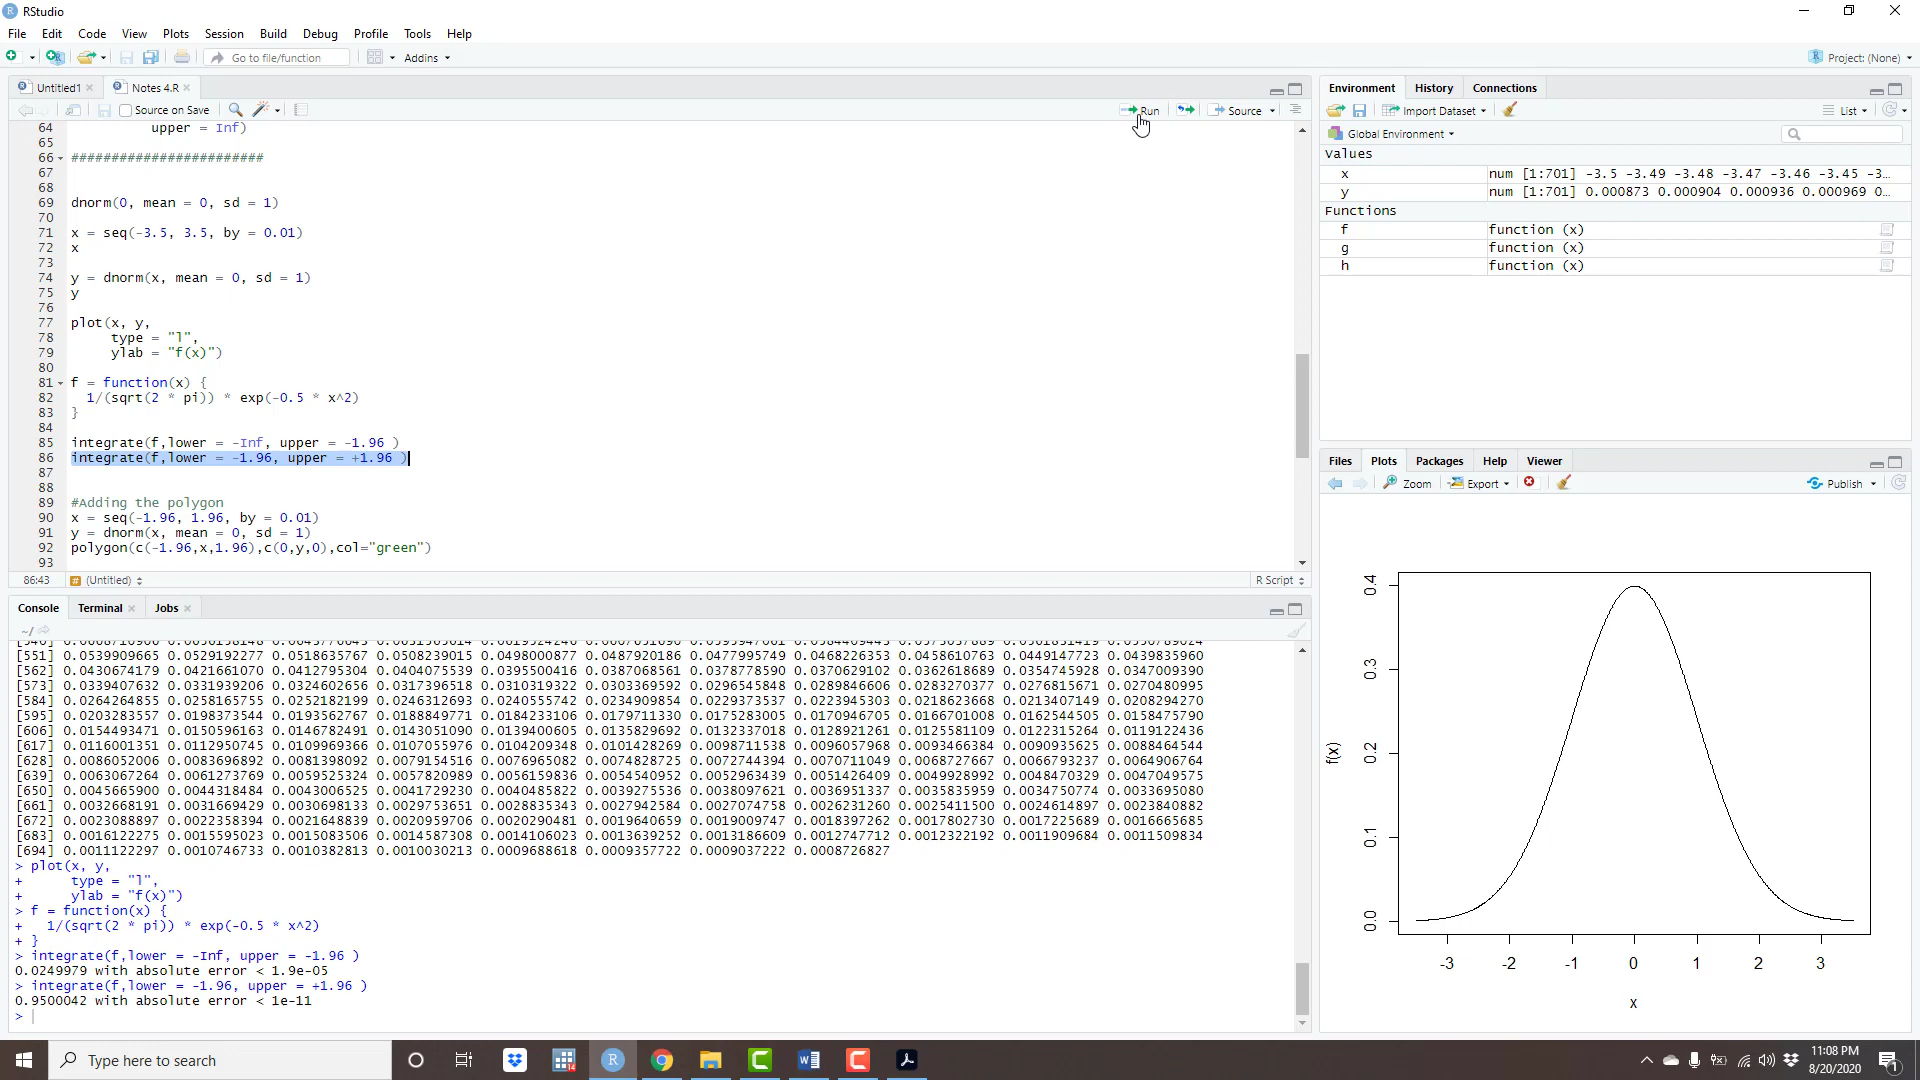 RStudio
File Edit Code View Plots Session Build Debug Profile Tools Help
Go to file/function Addins Project: (None)
Untitled1 Notes 4.R
Source on Save Run Source
64 upper = Inf)
65
66 ########################
67
68
69 dnorm(0, mean = 0, sd = 1)
70
71 x = seq(-3.5, 3.5, by = 0.01)
72 x
73
74 y = dnorm(x, mean = 0, sd = 1)
75 y
76
77 plot(x, y,
78 type = "l",
79 ylab = "f(x)")
80
81 f = function(x) {
82 1/(sqrt(2 * pi)) * exp(-0.5 * x^2)
83 }
84
85 integrate(f,lower = -Inf, upper = -1.96 )
86 integrate(f,lower = -1.96, upper = +1.96 )
87
88
89 #Adding the polygon
90 x = seq(-1.96, 1.96, by = 0.01)
91 y = dnorm(x, mean = 0, sd = 1)
92 polygon(c(-1.96,x,1.96),c(0,y,0),col="green")
93
86:43 (Untitled) R Script
Console Terminal Jobs
~/
[551] 0.0539909665 0.0529192277 0.0518635767 0.0508239015 0.0498000877 0.0487920186 0.0477995749 0.0468226353 0.0458610763 0.0449147723 0.0439835960
[562] 0.0430674179 0.0421661070 0.0412795304 0.0404075539 0.0395500416 0.0387068561 0.0378778590 0.0370629102 0.0362618689 0.0354745928 0.0347009390
[573] 0.0339407632 0.0331939206 0.0324602656 0.0317396518 0.0310319322 0.0303369592 0.0296545848 0.0289846606 0.0283270377 0.0276815671 0.0270480995
[584] 0.0264264855 0.0258165755 0.0252182199 0.0246312693 0.0240555742 0.0234909854 0.0229373537 0.0223945303 0.0218623668 0.0213407149 0.0208294270
[595] 0.0203283557 0.0198373544 0.0193562767 0.0188849771 0.0184233106 0.0179711330 0.0175283005 0.0170946705 0.0166701008 0.0162544505 0.0158475790
[606] 0.0154493471 0.0150596163 0.0146782491 0.0143051090 0.0139400605 0.0135829692 0.0132337018 0.0128921261 0.0125581109 0.0122315264 0.0119122436
[617] 0.0116001351 0.0112950745 0.0109969366 0.0107055976 0.0104209348 0.0101428269 0.0098711538 0.0096057968 0.0093466384 0.0090935625 0.0088464544
[628] 0.0086052006 0.0083696892 0.0081398092 0.0079154516 0.0076965082 0.0074828725 0.0072744394 0.0070711049 0.0068727667 0.0066793237 0.0064906764
[639] 0.0063067264 0.0061273769 0.0059525324 0.0057820989 0.0056159836 0.0054540952 0.0052963439 0.0051426409 0.0049928992 0.0048470329 0.0047049575
[650] 0.0045665900 0.0044318484 0.0043006525 0.0041729230 0.0040485822 0.0039275536 0.0038097621 0.0036951337 0.0035835959 0.0034750774 0.0033695080
[661] 0.0032668191 0.0031669429 0.0030698133 0.0029753651 0.0028835343 0.0027942584 0.0027074758 0.0026231260 0.0025411500 0.0024614897 0.0023840882
[672] 0.0023088897 0.0022358394 0.0021648839 0.0020959706 0.0020290481 0.0019640659 0.0019009747 0.0018397262 0.0017802730 0.0017225689 0.0016665685
[683] 0.0016122275 0.0015595023 0.0015083506 0.0014587308 0.0014106023 0.0013639252 0.0013186609 0.0012747712 0.0012322192 0.0011909684 0.0011509834
[694] 0.0011122297 0.0010746733 0.0010382813 0.0010030213 0.0009688618 0.0009357722 0.0009037222 0.0008726827
> plot(x, y,
+ type = "l",
+ ylab = "f(x)")
> f = function(x) {
+ 1/(sqrt(2 * pi)) * exp(-0.5 * x^2)
+ }
> integrate(f,lower = -Inf, upper = -1.96 )
0.0249979 with absolute error < 1.9e-05
> integrate(f,lower = -1.96, upper = +1.96 )
0.9500042 with absolute error < 1e-11
>
Environment History Connections
Import Dataset List
Global Environment
Values
x num [1:701] -3.5 -3.49 -3.48 -3.47 -3.46 -3.45 -3...
y num [1:701] 0.000873 0.000904 0.000936 0.000969 0...
Functions
f function (x)
g function (x)
h function (x)
Files Plots Packages Help Viewer
Zoom Export Publish
f(x)
0.4
0.3
0.2
0.1
0.0
-3 -2 -1 0 1 2 3
x
Type here to search
11:08 PM
8/20/2020